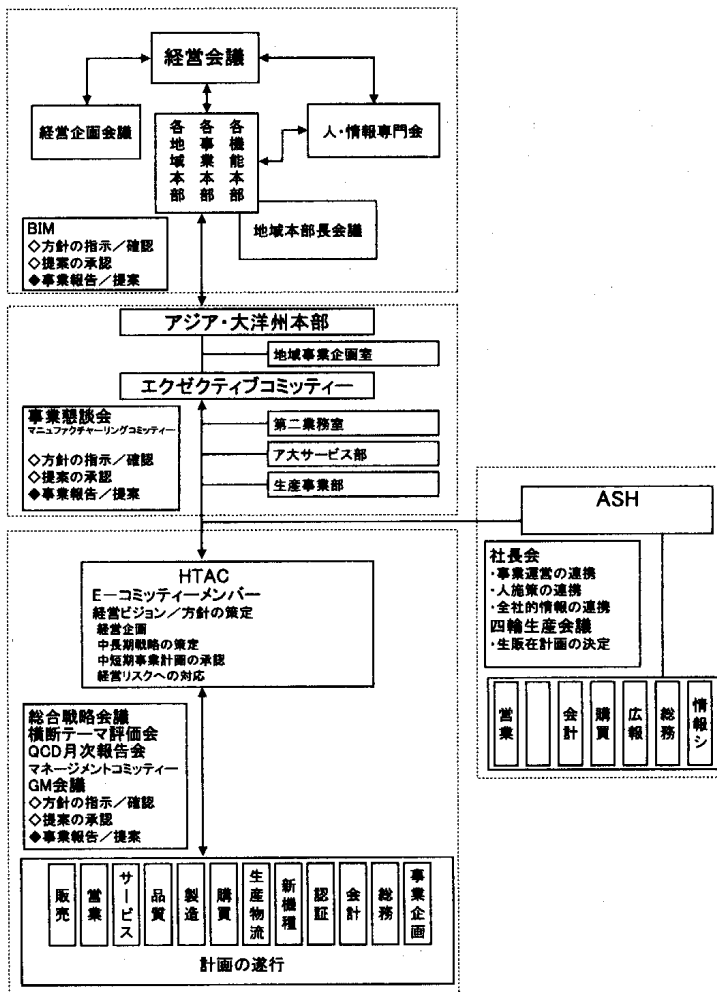 経営会議
経営企画会議
各地域本部
各事業本部
各機能本部
人・情報専門会
地域本部長会議
BIM
◇方針の指示／確認
◇提案の承認
◆事業報告／提案
アジア・大洋州本部
地域事業企画室
エクゼクティブコミッティー
事業懇談会
マニュファクチャーリングコミッティー
◇方針の指示／確認
◇提案の承認
◆事業報告／提案
第二業務室
ア大サービス部
生産事業部
ASH
社長会
・事業運営の連携
・人施策の連携
・全社的情報の連携
四輪生産会議
・生販在計画の決定
営業
会計
購買
広報
総務
情報シ
HTAC
E－コミッティーメンバー
経営ビジョン／方針の策定
経営企画
中長期戦略の策定
中短期事業計画の承認
経営リスクへの対応
総合戦略会議
横断テーマ評価会
QCD月次報告会
マネージメントコミッティー
GM会議
◇方針の指示／確認
◇提案の承認
◆事業報告／提案
販売
営業
サービス
品質
製造
購買
生産物流
新機種
認証
会計
総務
事業企画
計画の遂行